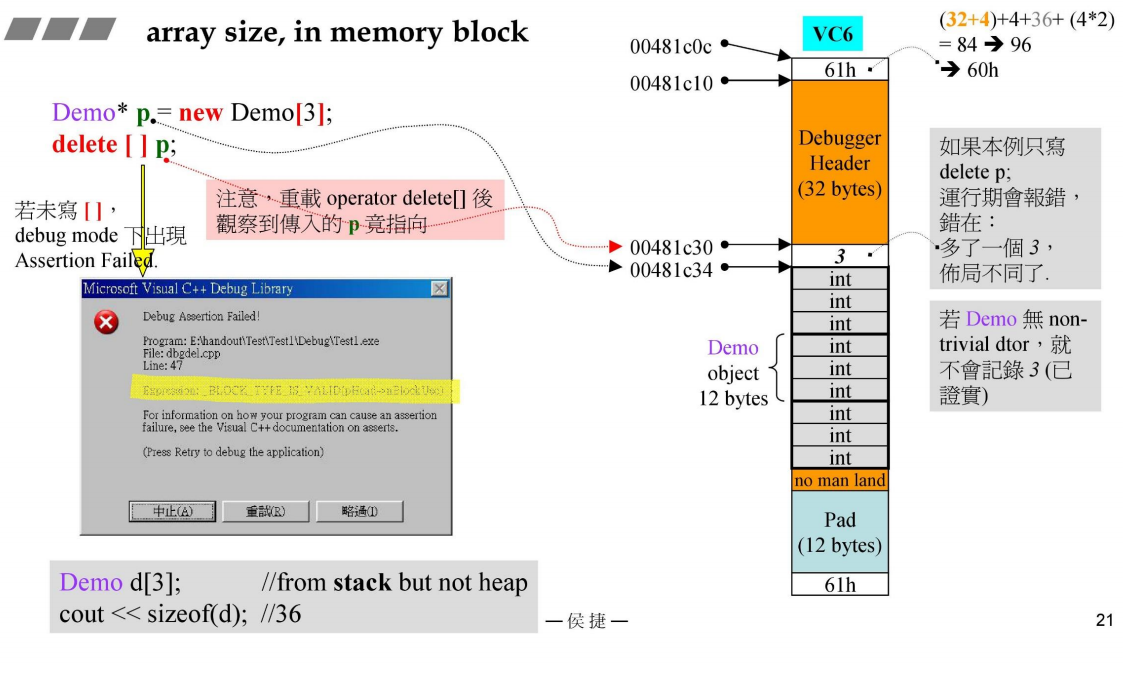 array size, in memory block
Demo* p = new Demo[3];
delete [ ] p;
若未寫 [ ]，
debug mode 下出現
Assertion Failed.
注意，重載 operator delete[] 後
觀察到傳入的 p 竟指向
Microsoft Visual C++ Debug Library
Debug Assertion Failed!
Program: E:\handout\Test\Test1\Debug\Test1.exe
File: dbgdel.cpp
Line: 47
Expression: _BLOCK_TYPE_IS_VALID(pHead->nBlockUse)
For information on how your program can cause an assertion
failure, see the Visual C++ documentation on asserts.
(Press Retry to debug the application)
中止(A)
重試(R)
略過(I)
Demo d[3]; //from stack but not heap
cout << sizeof(d); //36
VC6
00481c0c
00481c10
61h
Debugger
Header
(32 bytes)
00481c30
00481c34
3
int
int
int
int
int
int
int
int
int
Demo
object
12 bytes
no man land
Pad
(12 bytes)
61h
(32+4)+4+36+ (4*2)
= 84 ➔ 96
➔ 60h
如果本例只寫
delete p;
運行期會報錯，
錯在：
多了一個 3，
佈局不同了.
若 Demo 無 non-
trivial dtor，就
不會記錄 3 (已
證實)
—侯捷—
21